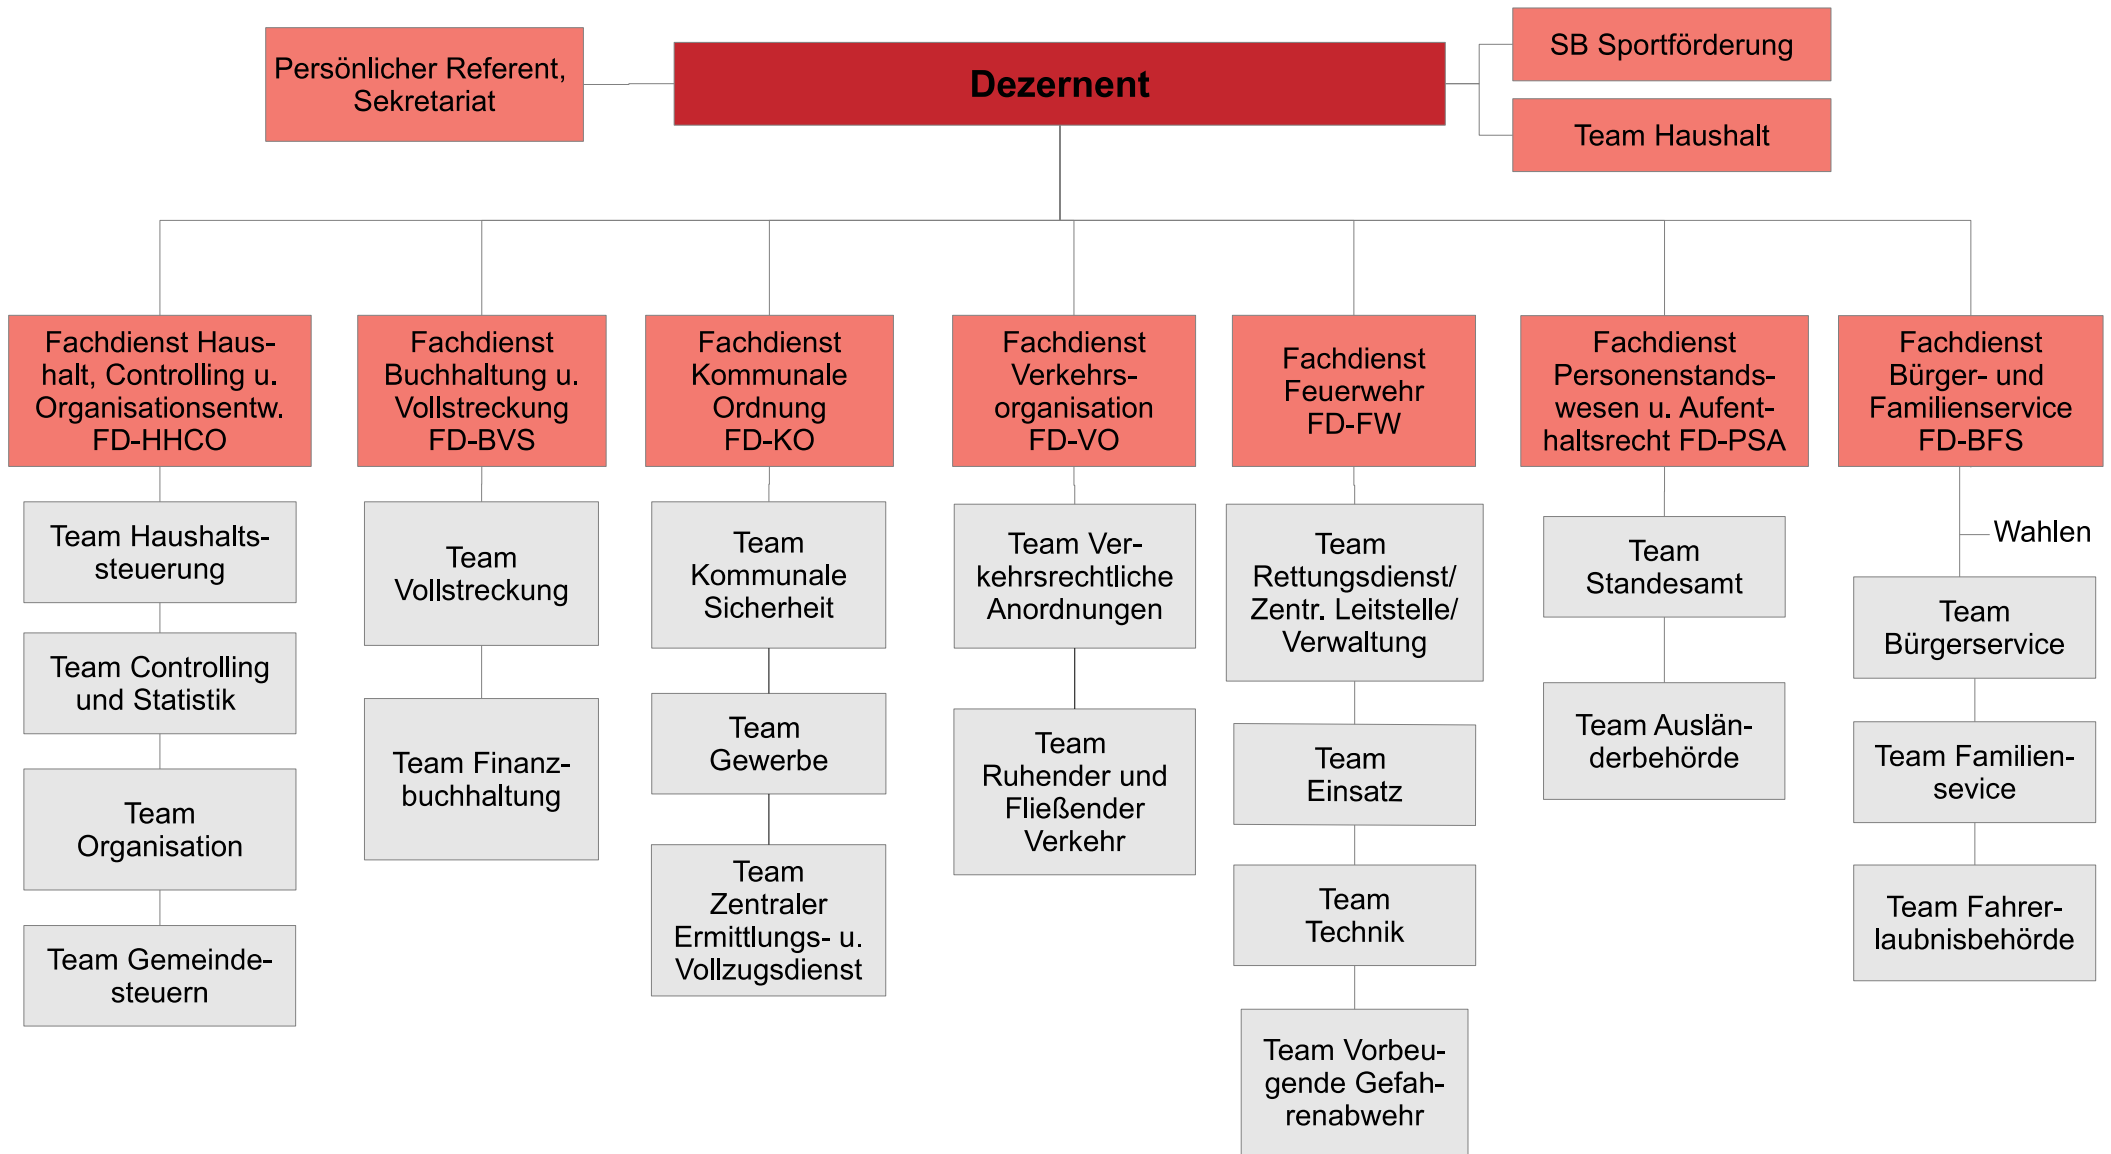 Persönlicher Referent,
Sekretariat
Dezernent
SB Sportförderung
Team Haushalt
Fachdienst Haus-
halt, Controlling u.
Organisationsentw.
FD-HHCO
Team Haushalts-
steuerung
Team Controlling
und Statistik
Team
Organisation
Team Gemeinde-
steuern
Fachdienst
Buchhaltung u.
Vollstreckung
FD-BVS
Team
Vollstreckung
Team Finanz-
buchhaltung
Fachdienst
Kommunale
Ordnung
FD-KO
Team
Kommunale
Sicherheit
Team
Gewerbe
Team
Zentraler
Ermittlungs- u.
Vollzugsdienst
Fachdienst
Verkehrs-
organisation
FD-VO
Team Ver-
kehrsrechtliche
Anordnungen
Team
Ruhender und
Fließender
Verkehr
Fachdienst
Feuerwehr
FD-FW
Team
Rettungsdienst/
Zentr. Leitstelle/
Verwaltung
Team
Einsatz
Team
Technik
Team Vorbeu-
gende Gefah-
renabwehr
Fachdienst
Personenstands-
wesen u. Aufent-
haltsrecht FD-PSA
Team
Standesamt
Team Auslän-
derbehörde
Fachdienst
Bürger- und
Familienservice
FD-BFS
Wahlen
Team
Bürgerservice
Team Familien-
sevice
Team Fahrer-
laubnisbehörde